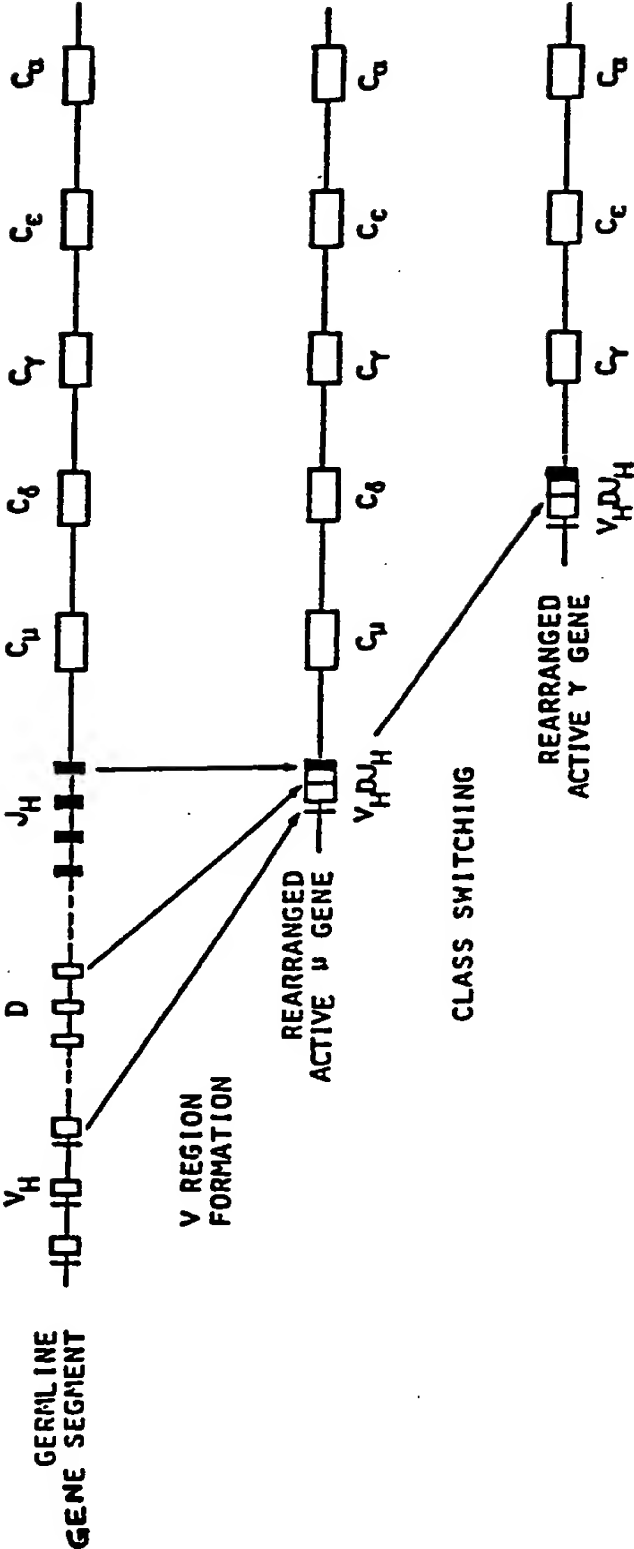 V_H D J_H C_μ C_δ C_γ C_ε C_α
GERMLINE
GENE SEGMENT
V REGION
FORMATION
REARRANGED
ACTIVE μ GENE
V_HDJ_H C_μ C_δ C_γ C_ε C_α
CLASS SWITCHING
REARRANGED
ACTIVE γ GENE
V_HDJ_H C_γ C_ε C_α